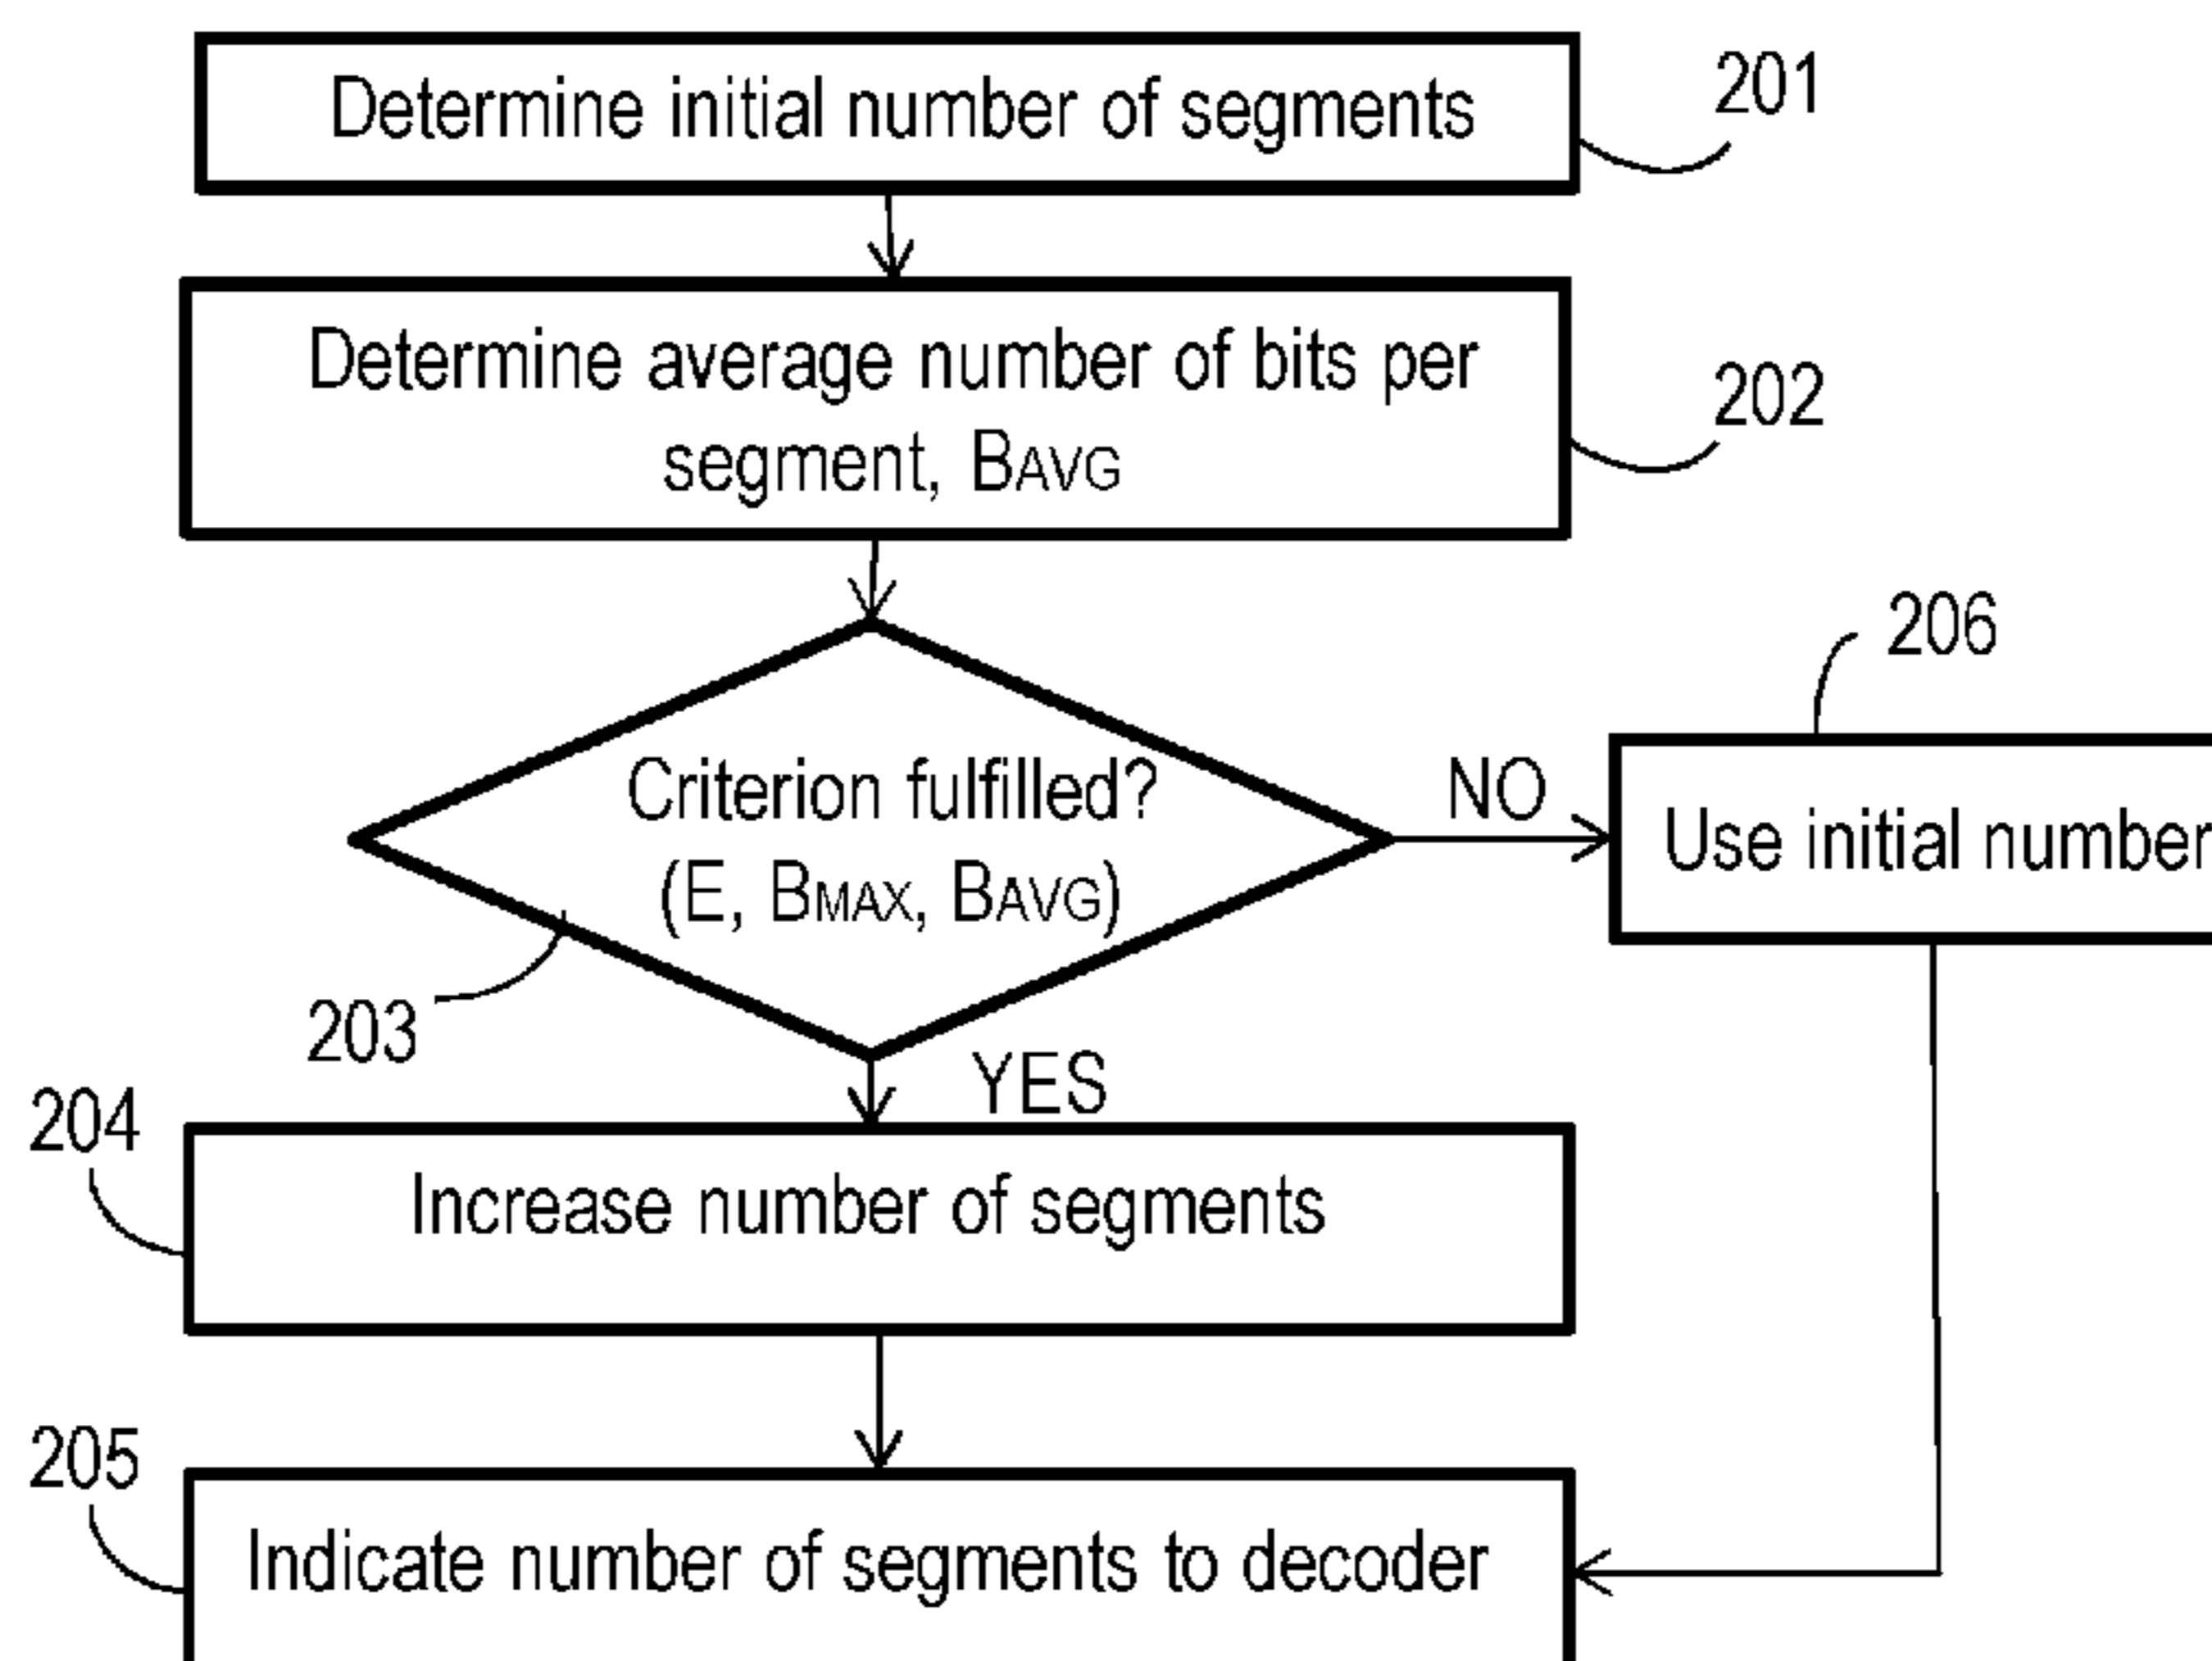 Determine initial number of segments
201
Determine average number of bits per
segment, BAVG
202
206
Criterion fulfilled?
(E, BMAX, BAVG)
NO
Use initial number
203
YES
204
Increase number of segments
205
Indicate number of segments to decoder